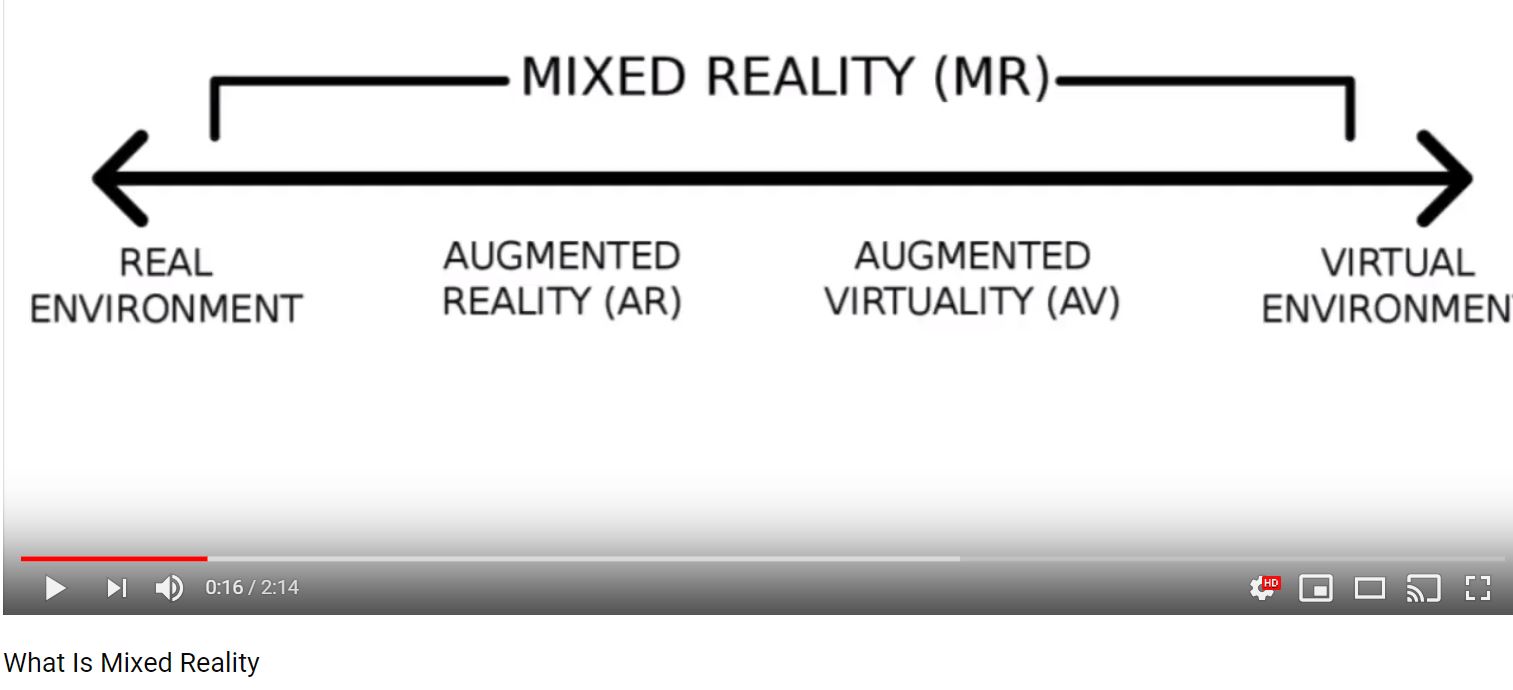 MIXED REALITY (MR)
REAL
ENVIRONMENT
AUGMENTED
REALITY (AR)
AUGMENTED
VIRTUALITY (AV)
VIRTUAL
ENVIRONMEN
0:16 / 2:14
HD
What Is Mixed Reality